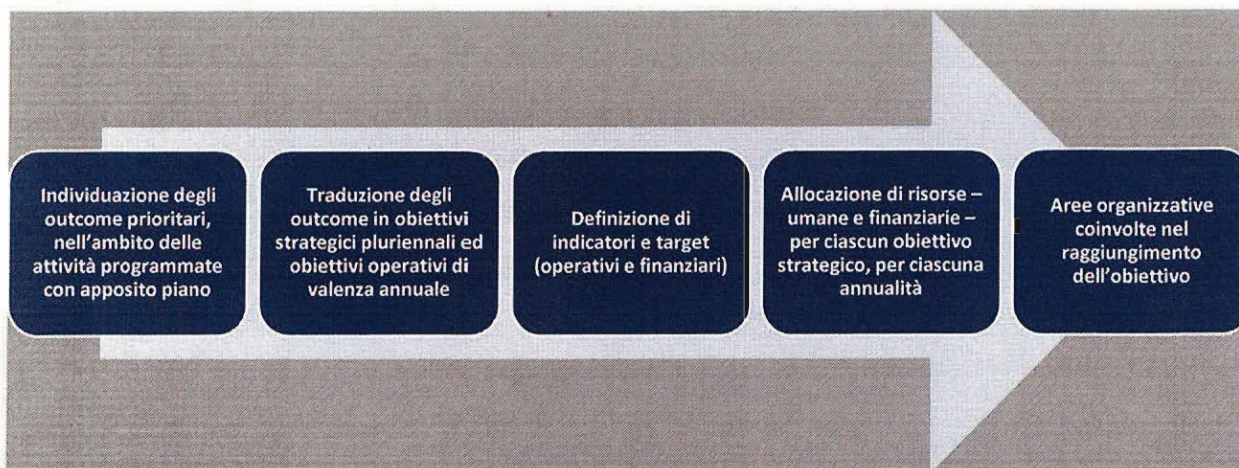 Individuazione degli
outcome prioritari,
nell'ambito delle
attività programmate
con apposito piano
Traduzione degli
outcome in obiettivi
strategici pluriennali ed
obiettivi operativi di
valenza annuale
Definizione di
indicatori e target
(operativi e finanziari)
Allocazione di risorse –
umane e finanziarie –
per ciascun obiettivo
strategico, per ciascuna
annualità
Aree organizzative
coinvolte nel
raggiungimento
dell'obiettivo